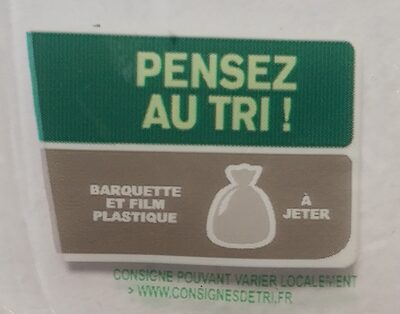 PENSEZ
AU TRI !
BARQUETTE
ET FILM
PLASTIQUE
À
JETER
CONSIGNE POUVANT VARIER LOCALEMENT
> WWW.CONSIGNESDETRI.FR